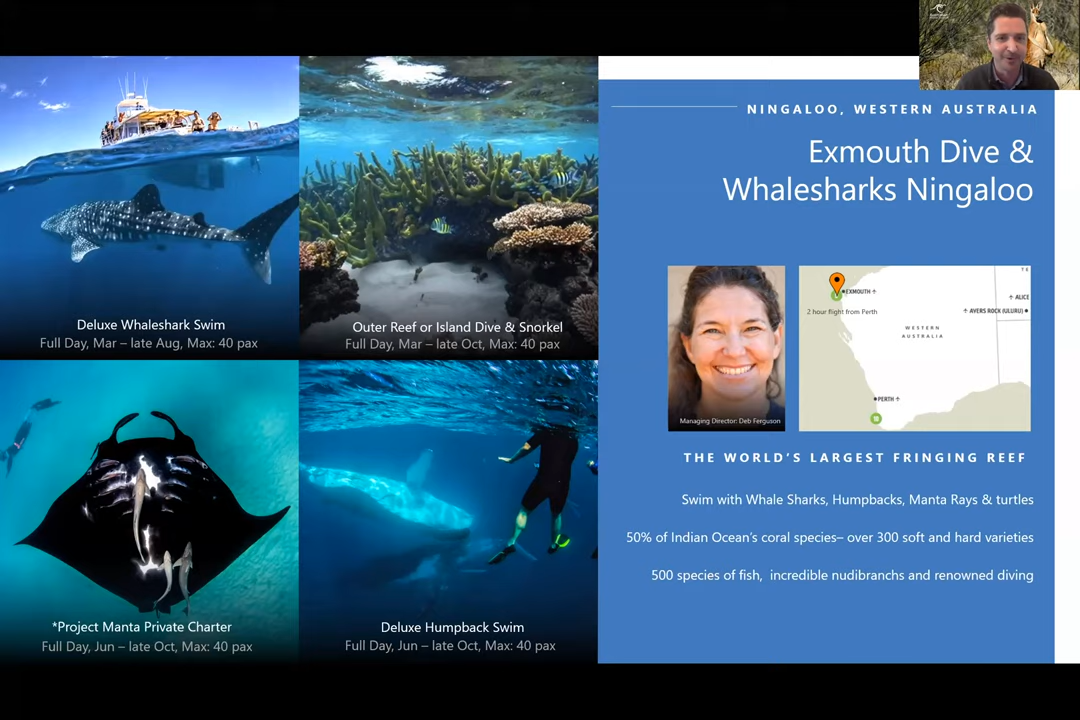 NINGALOO, WESTERN AUSTRALIA
Exmouth Dive &
Whalesharks Ningaloo
Deluxe Whaleshark Swim
Full Day, Mar – late Aug, Max: 40 pax
Outer Reef or Island Dive & Snorkel
Full Day, Mar – late Oct, Max: 40 pax
*Project Manta Private Charter
Full Day, Jun – late Oct, Max: 40 pax
Deluxe Humpback Swim
Full Day, Jun – late Oct, Max: 40 pax
Managing Director: Deb Ferguson
EXMOUTH
2 hour flight from Perth
ALICE
AYERS ROCK (ULURU)
WESTERN
AUSTRALIA
PERTH
THE WORLD'S LARGEST FRINGING REEF
Swim with Whale Sharks, Humpbacks, Manta Rays & turtles
50% of Indian Ocean's coral species– over 300 soft and hard varieties
500 species of fish, incredible nudibranchs and renowned diving